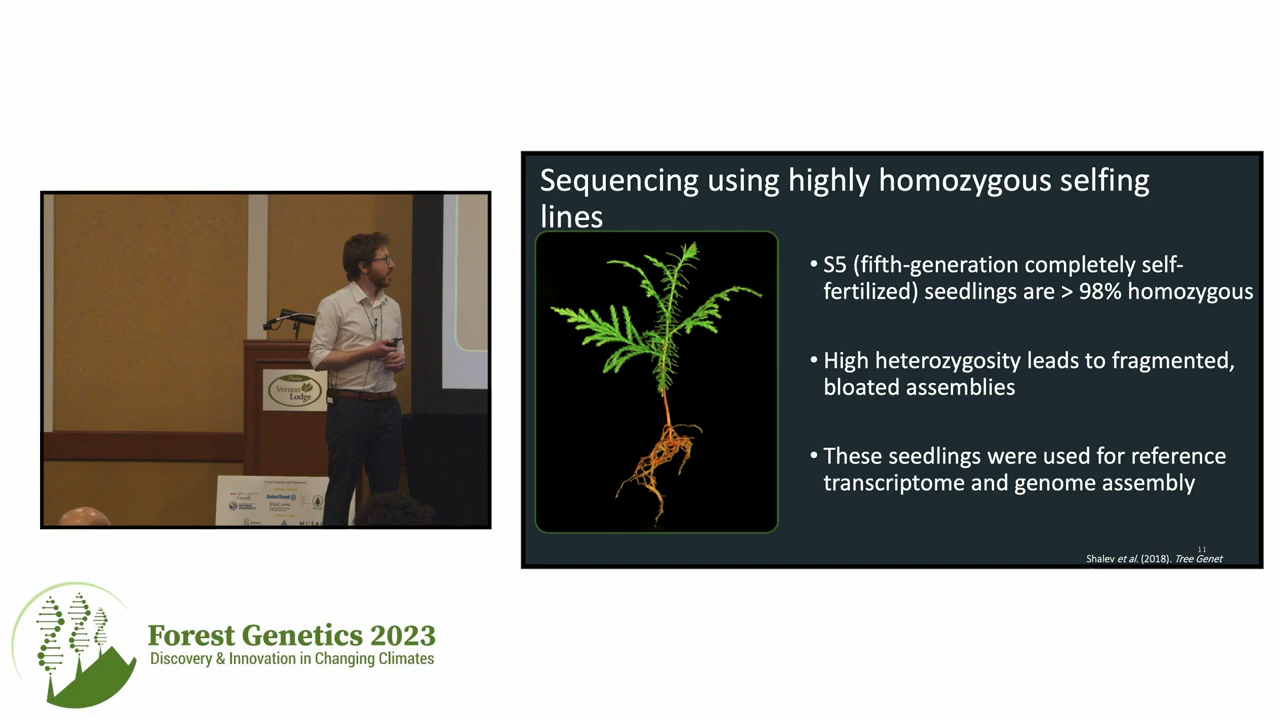 Sequencing using highly homozygous selfing
lines
• S5 (fifth-generation completely self-
fertilized) seedlings are > 98% homozygous
• High heterozygosity leads to fragmented,
bloated assemblies
• These seedlings were used for reference
transcriptome and genome assembly
11
Shalev et al. (2018). Tree Genet
Vernon
Lodge
Forest Genetics 2023
Discovery & Innovation in Changing Climates